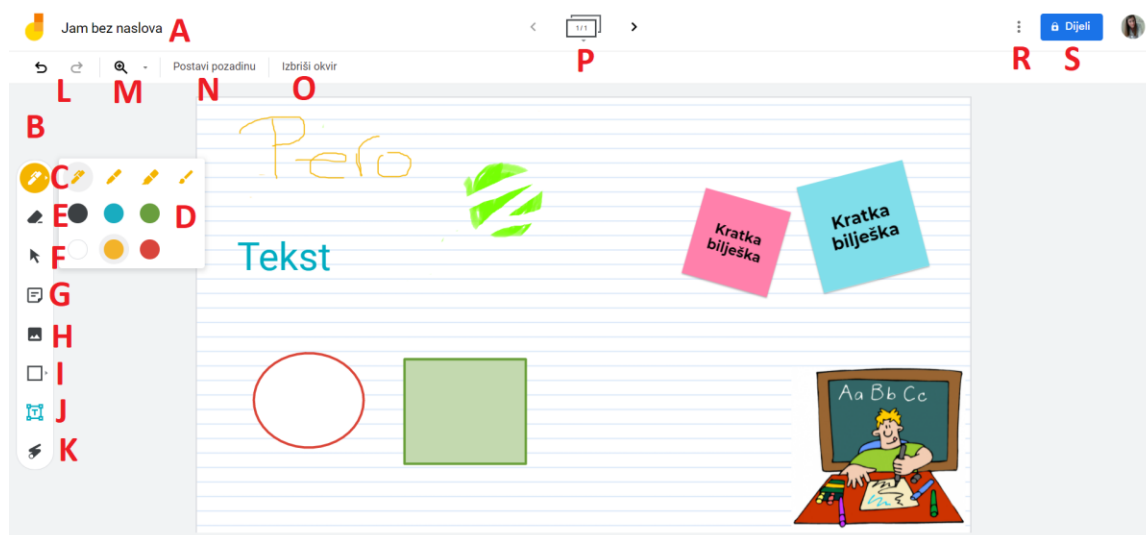 Jam bez naslova A
1/1
P
Dijeli
R S
Postavi pozadinu Izbriši okvir
L M N O
B
C
E D
F
G
H
I
T J
K
Pero
Tekst
Kratka
bilješka
Kratka
bilješka
Aa Bb Cc